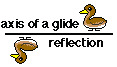 axis of a glide
reflection